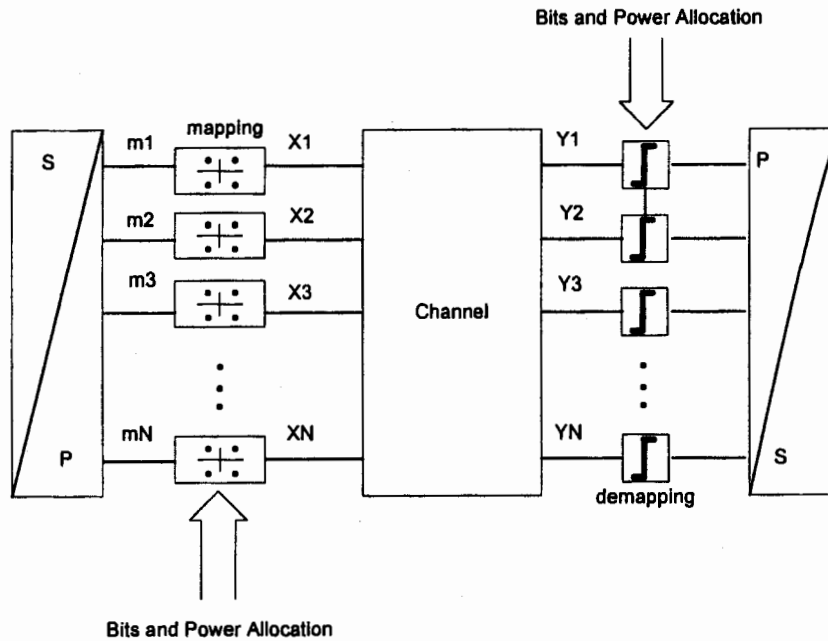 Bits and Power Allocation
S
m1
mapping
X1
Y1
P
m2
X2
Y2
m3
X3
Channel
Y3
mN
XN
YN
P
S
demapping
Bits and Power Allocation